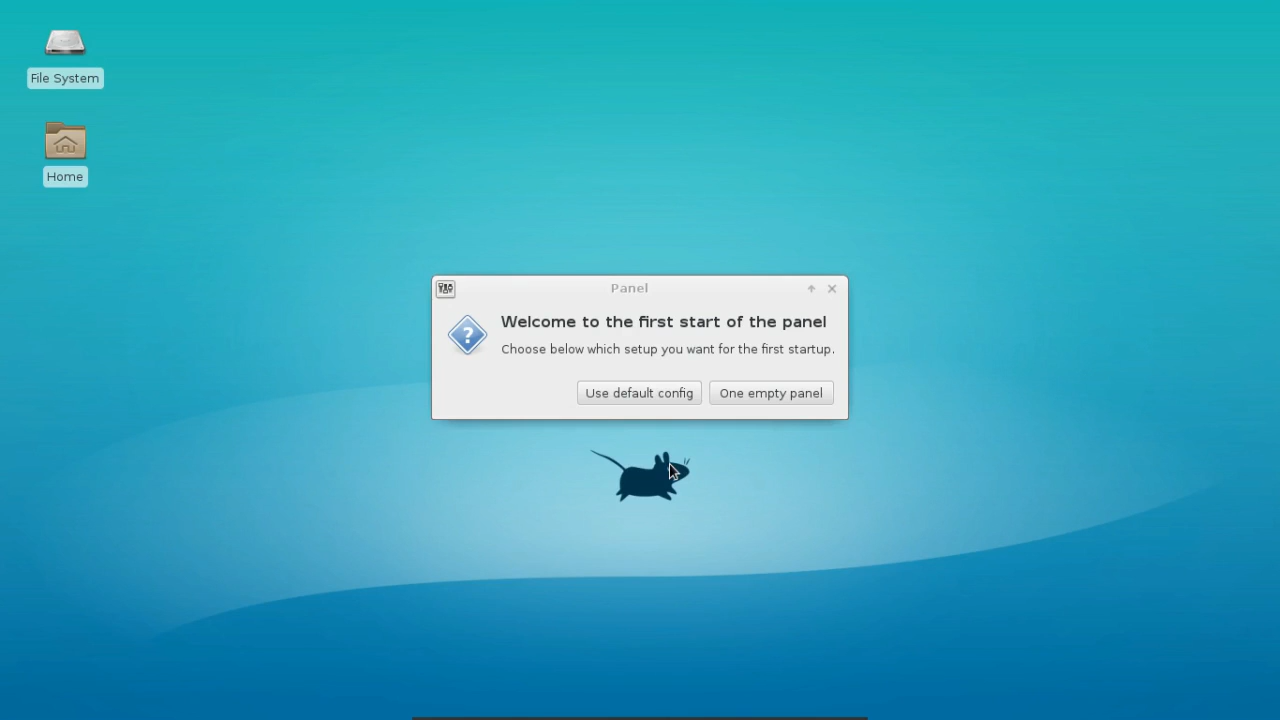 File System
Home
Panel
Welcome to the first start of the panel
Choose below which setup you want for the first startup.
Use default config
One empty panel